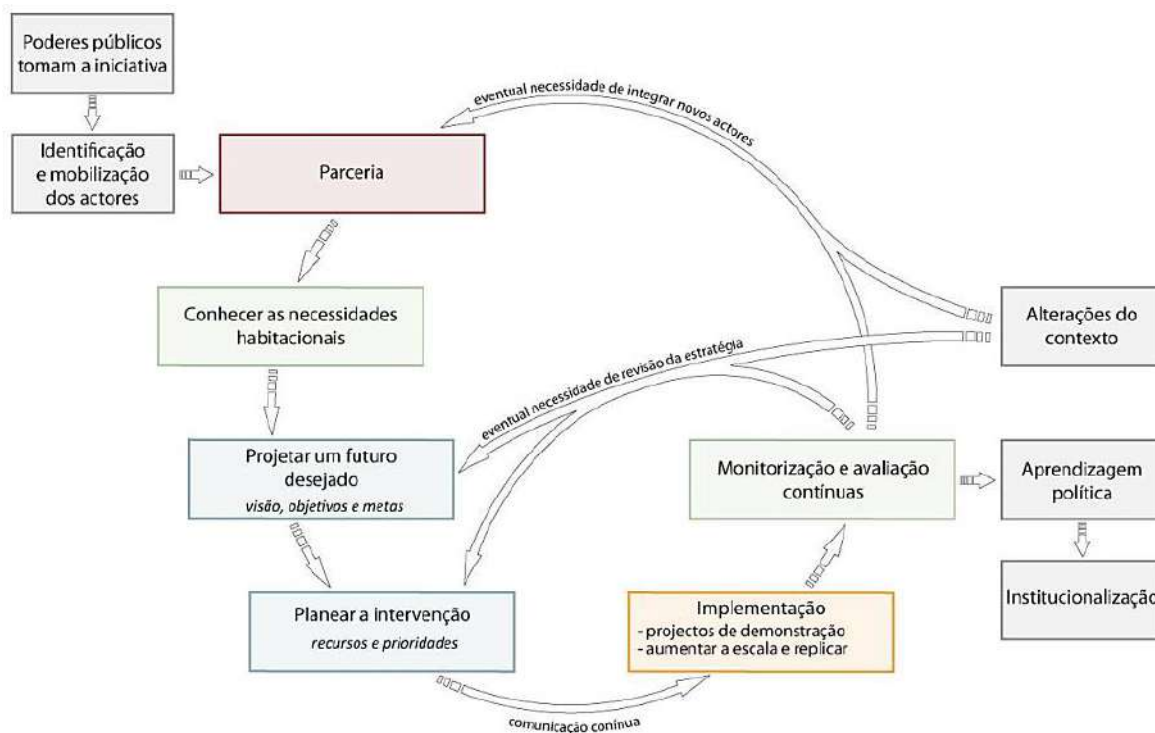 Poderes públicos
tomam a iniciativa
Identificação
e mobilização
dos actores
Parceria
eventual necessidade de integrar novos actores
Conhecer as necessidades
habitacionais
Alterações do
contexto
eventual necessidade de revisão da estratégia
Projetar um futuro
desejado
visão, objetivos e metas
Monitorização e avaliação
contínuas
Aprendizagem
política
Planear a intervenção
recursos e prioridades
Implementação
- projectos de demonstração
- aumentar a escala e replicar
Institucionalização
comunicação contínua